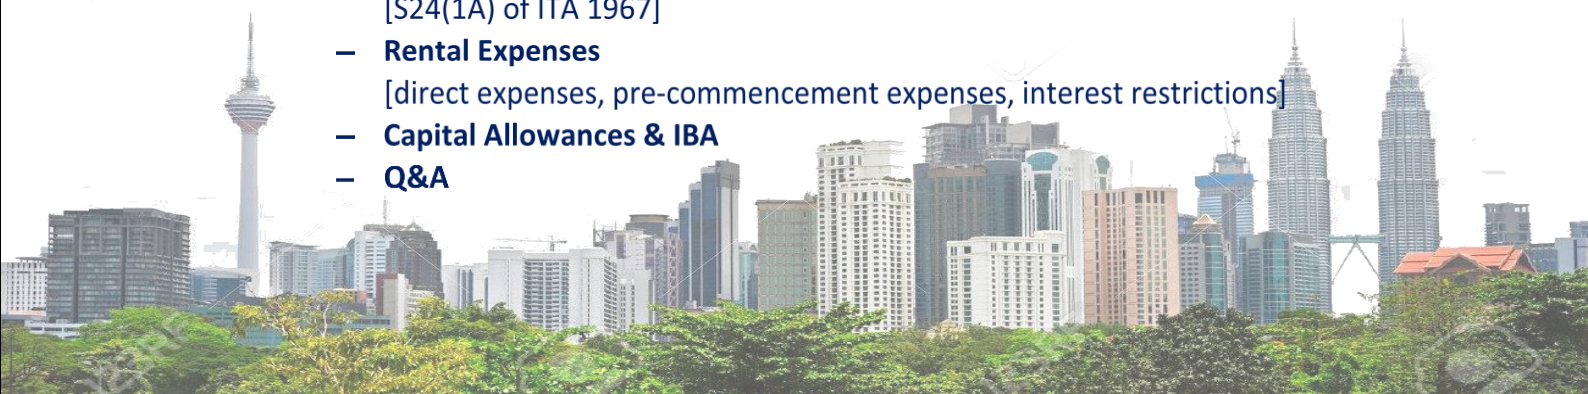 [S24(1A) of ITA 1967]
– Rental Expenses
[direct expenses, pre-commencement expenses, interest restrictions]
– Capital Allowances & IBA
– Q&A